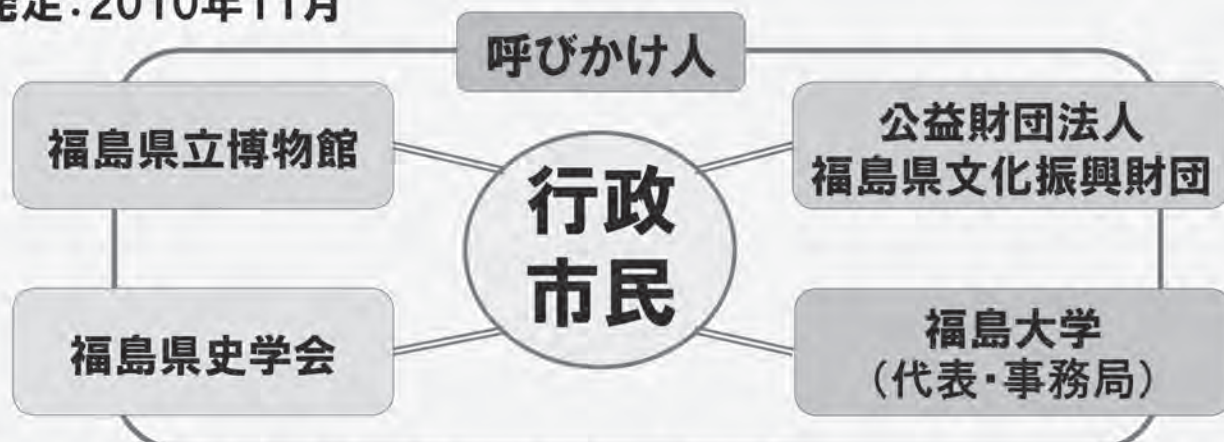 発足：2010年11月
呼びかけ人
福島県立博物館
公益財団法人
福島県文化振興財団
行政
市民
福島県史学会
福島大学
（代表・事務局）